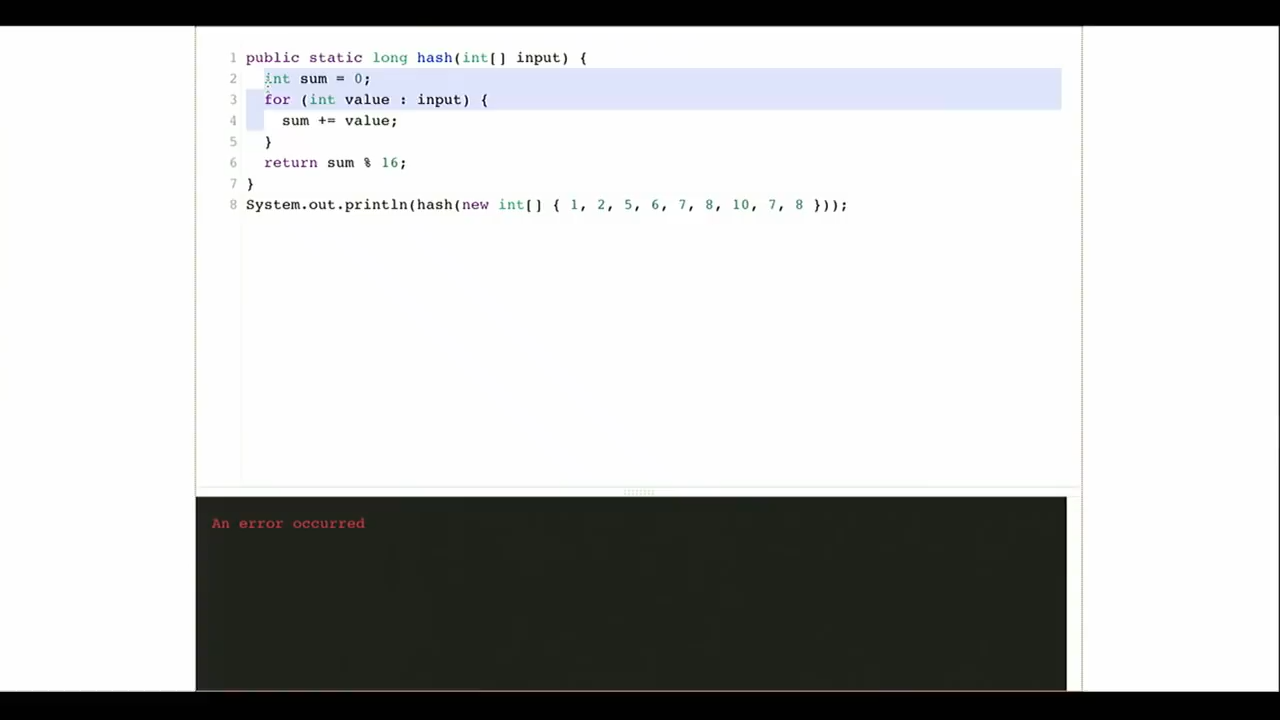 1 public static long hash(int[] input) {
2   int sum = 0;
3   for (int value : input) {
4     sum += value;
5   }
6   return sum % 16;
7 }
8 System.out.println(hash(new int[] { 1, 2, 5, 6, 7, 8, 10, 7, 8 }));
An error occurred